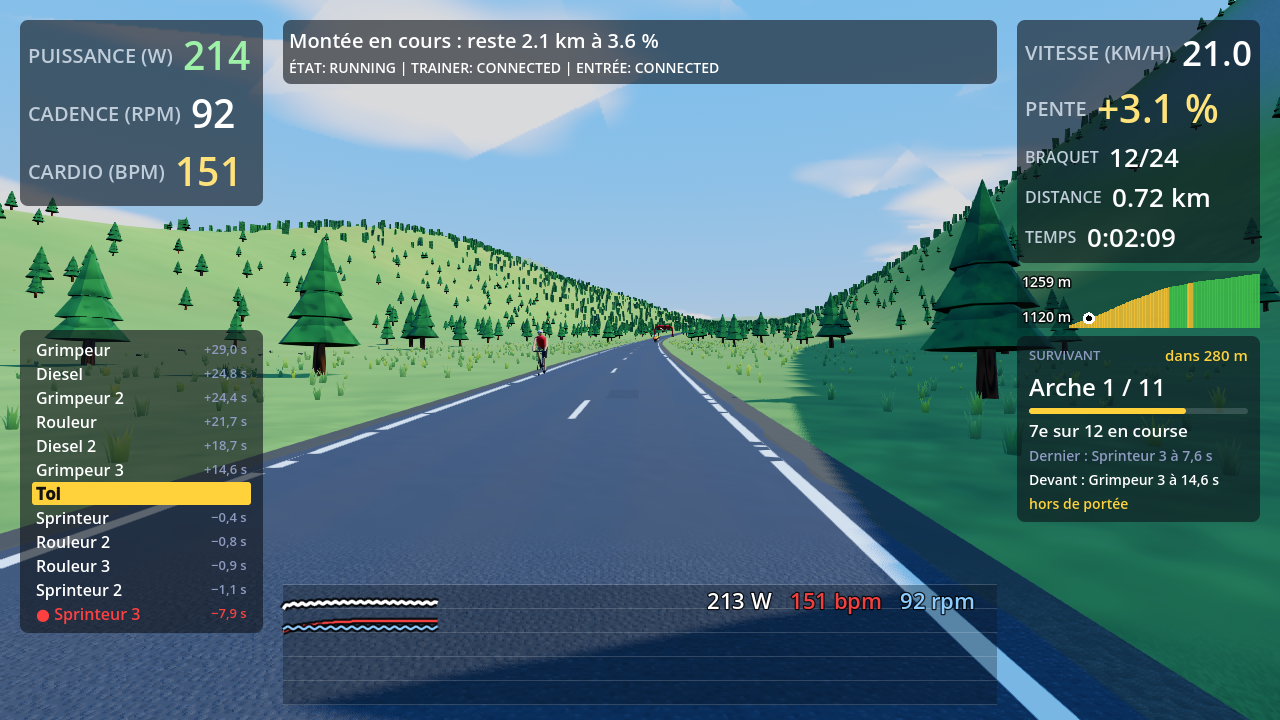 PUISSANCE (W) 214
CADENCE (RPM) 92
CARDIO (BPM) 151
Montée en cours : reste 2.1 km à 3.6 %
ÉTAT: RUNNING | TRAINER: CONNECTED | ENTRÉE: CONNECTED
VITESSE (KM/H) 21.0
PENTE +3.1 %
BRAQUET 12/24
DISTANCE 0.72 km
TEMPS 0:02:09
1259 m
1120 m
SURVIVANT dans 280 m
Arche 1 / 11
7e sur 12 en course
Dernier : Sprinteur 3 à 7,6 s
Devant : Grimpeur 3 à 14,6 s
hors de portée
Grimpeur +29,0 s
Diesel +24,8 s
Grimpeur 2 +24,4 s
Rouleur +21,7 s
Diesel 2 +18,7 s
Grimpeur 3 +14,6 s
Toi
Sprinteur −0,4 s
Rouleur 2 −0,8 s
Rouleur 3 −0,9 s
Sprinteur 2 −1,1 s
Sprinteur 3 −7,9 s
213 W 151 bpm 92 rpm